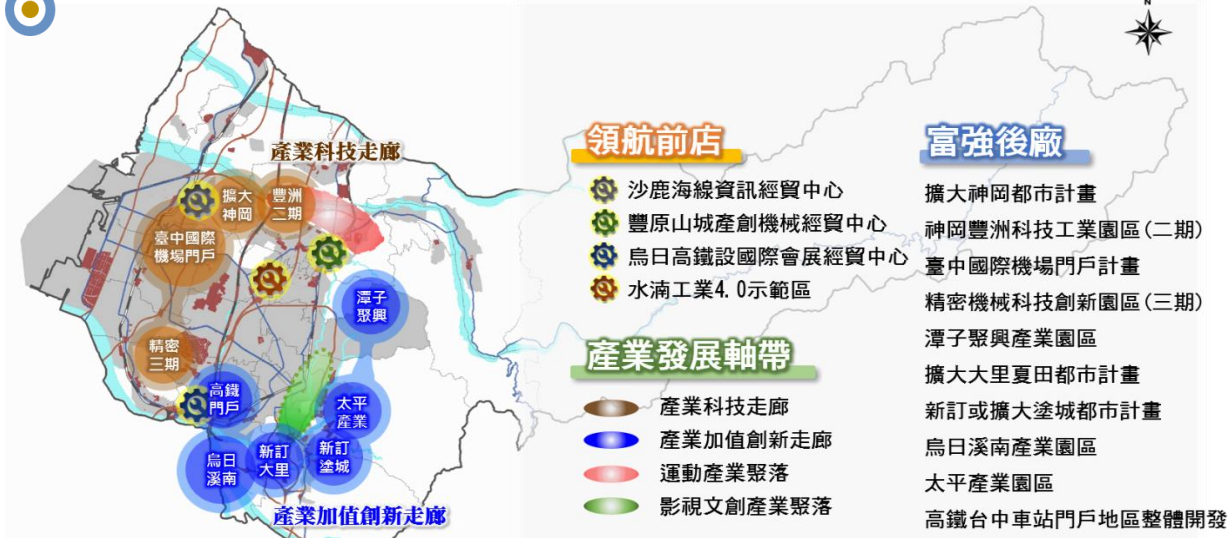 N
產業科技走廊
擴大
神岡
豐洲
二期
臺中國際
機場門戶
潭子
聚興
精密
三期
高鐵
門戶
太平
產業
烏日
溪南
新訂
大里
新訂
塗城
產業加值創新走廊
領航前店
沙鹿海線資訊經貿中心
豐原山城產創機械經貿中心
烏日高鐵設國際會展經貿中心
水湳工業4.0示範區
產業發展軸帶
產業科技走廊
產業加值創新走廊
運動產業聚落
影視文創產業聚落
富強後廠
擴大神岡都市計畫
神岡豐洲科技工業園區(二期)
臺中國際機場門戶計畫
精密機械科技創新園區(三期)
潭子聚興產業園區
擴大大里夏田都市計畫
新訂或擴大塗城都市計畫
烏日溪南產業園區
太平產業園區
高鐵台中車站門戶地區整體開發